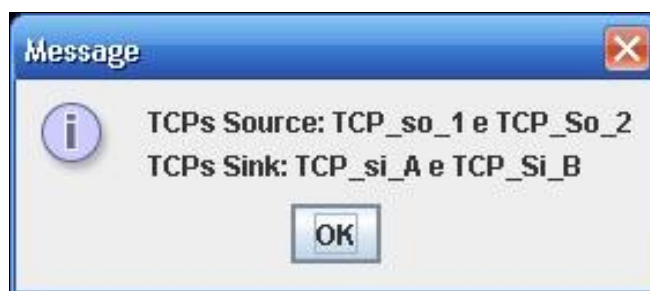 Message
TCPs Source: TCP_so_1 e TCP_So_2
TCPs Sink: TCP_si_A e TCP_Si_B
OK